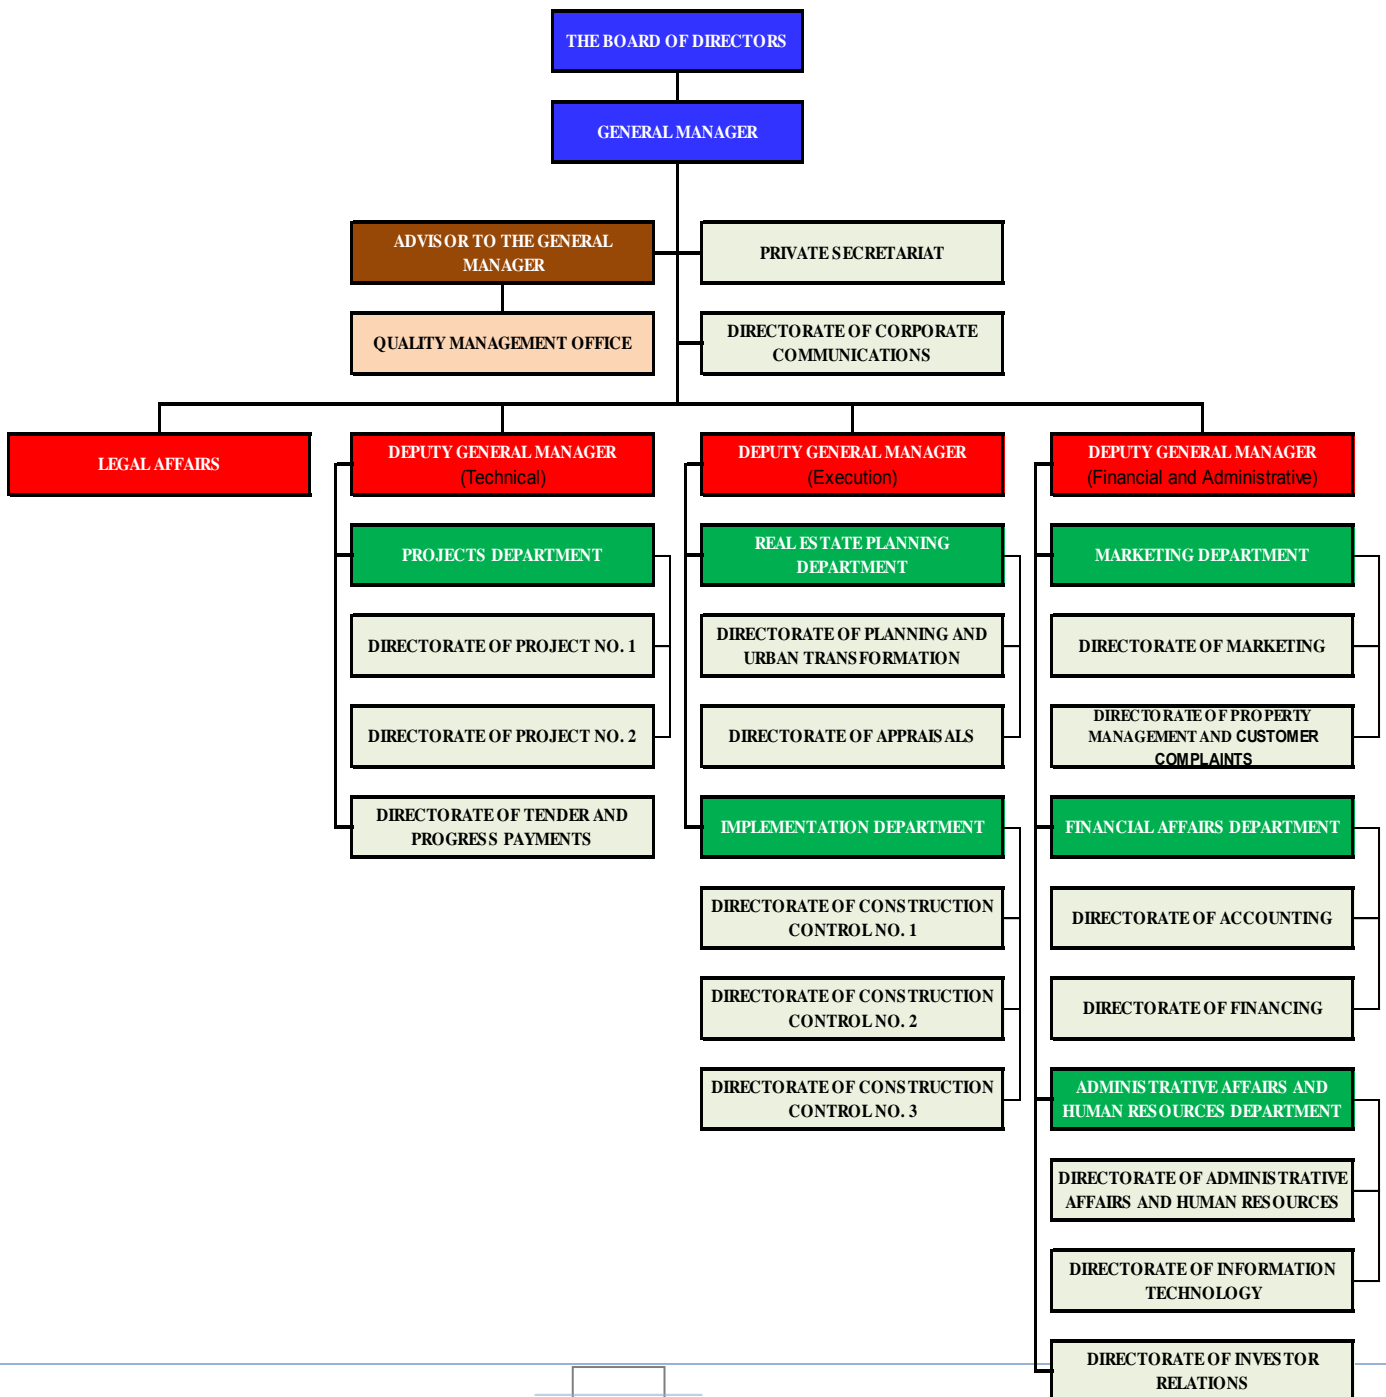 THE BOARD OF DIRECTORS
GENERAL MANAGER
ADVISOR TO THE GENERAL
MANAGER
PRIVATE SECRETARIAT
QUALITY MANAGEMENT OFFICE
DIRECTORATE OF CORPORATE
COMMUNICATIONS
LEGAL AFFAIRS
DEPUTY GENERAL MANAGER
(Technical)
PROJECTS DEPARTMENT
DIRECTORATE OF PROJECT NO. 1
DIRECTORATE OF PROJECT NO. 2
DIRECTORATE OF TENDER AND
PROGRESS PAYMENTS
DEPUTY GENERAL MANAGER
(Execution)
REAL ESTATE PLANNING
DEPARTMENT
DIRECTORATE OF PLANNING AND
URBAN TRANSFORMATION
DIRECTORATE OF APPRAISALS
IMPLEMENTATION DEPARTMENT
DIRECTORATE OF CONSTRUCTION
CONTROL NO. 1
DIRECTORATE OF CONSTRUCTION
CONTROL NO. 2
DIRECTORATE OF CONSTRUCTION
CONTROL NO. 3
DEPUTY GENERAL MANAGER
(Financial and Administrative)
MARKETING DEPARTMENT
DIRECTORATE OF MARKETING
DIRECTORATE OF PROPERTY
MANAGEMENT AND CUSTOMER
COMPLAINTS
FINANCIAL AFFAIRS DEPARTMENT
DIRECTORATE OF ACCOUNTING
DIRECTORATE OF FINANCING
ADMINISTRATIVE AFFAIRS AND
HUMAN RESOURCES DEPARTMENT
DIRECTORATE OF ADMINISTRATIVE
AFFAIRS AND HUMAN RESOURCES
DIRECTORATE OF INFORMATION
TECHNOLOGY
DIRECTORATE OF INVESTOR
RELATIONS